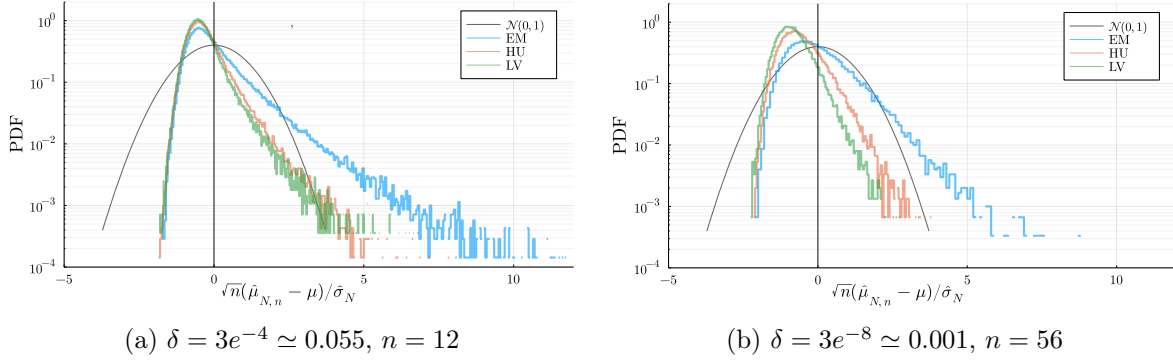 PDF
10⁰
10⁻¹
10⁻²
10⁻³
10⁻⁴
-5
0
5
10
√n(μ̂_{N,n} − μ)/σ̂_N
𝒩(0,1)
EM
HU
LV
(a) δ = 3e⁻⁴ ≃ 0.055, n = 12
PDF
10⁰
10⁻¹
10⁻²
10⁻³
10⁻⁴
-5
0
5
10
√n(μ̂_{N,n} − μ)/σ̂_N
𝒩(0,1)
EM
HU
LV
(b) δ = 3e⁻⁸ ≃ 0.001, n = 56